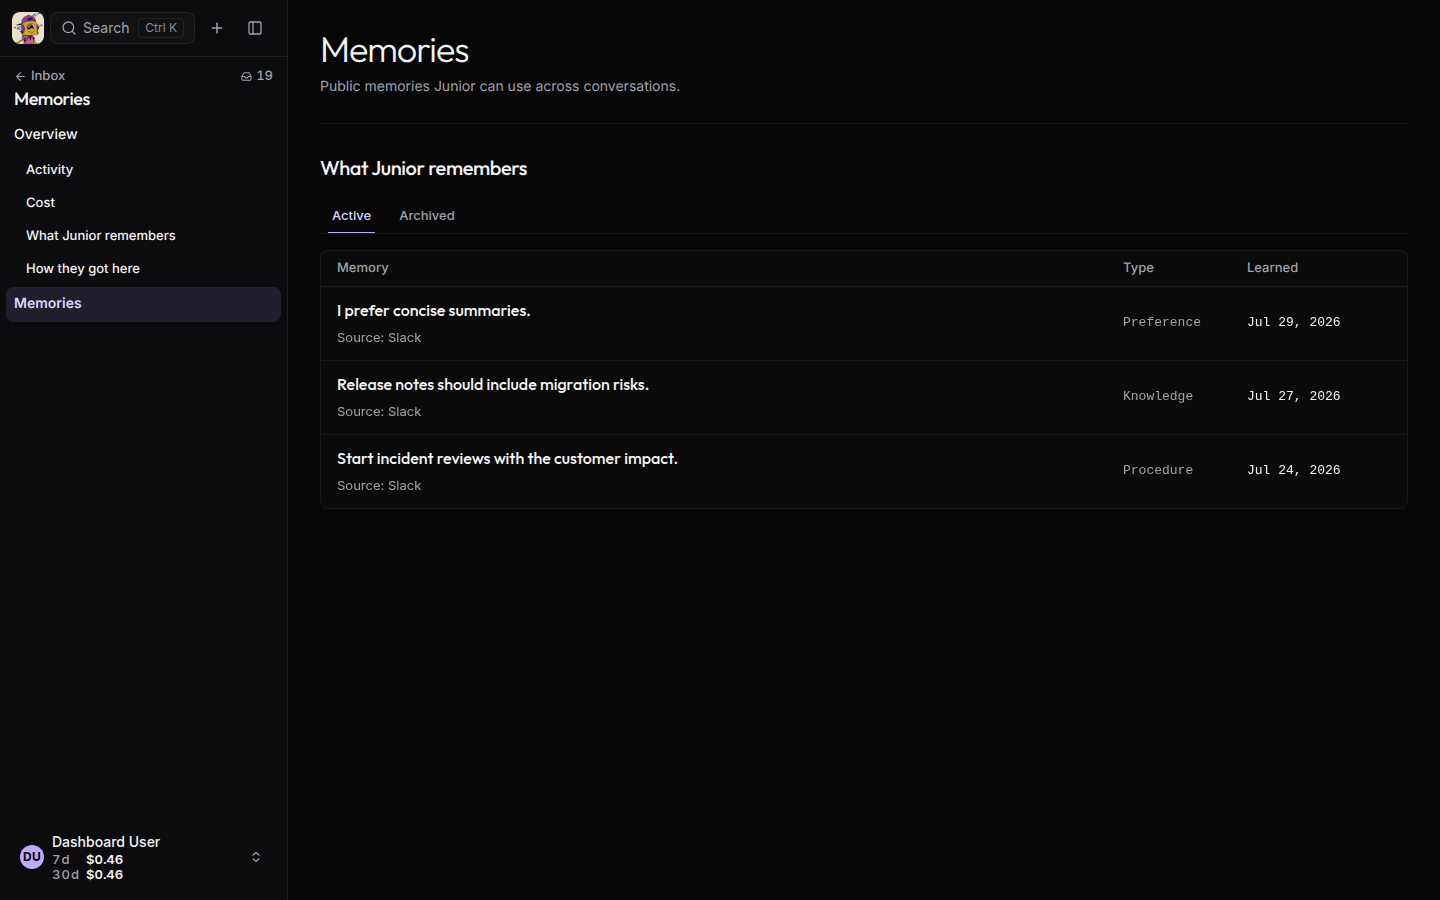 Search Ctrl K
Inbox 19
Memories
Overview
Activity
Cost
What Junior remembers
How they got here
Memories
DU
Dashboard User
7d $0.46
30d $0.46
Memories
Public memories Junior can use across conversations.
What Junior remembers
Active Archived
Memory Type Learned
I prefer concise summaries.
Source: Slack
Preference Jul 29, 2026
Release notes should include migration risks.
Source: Slack
Knowledge Jul 27, 2026
Start incident reviews with the customer impact.
Source: Slack
Procedure Jul 24, 2026